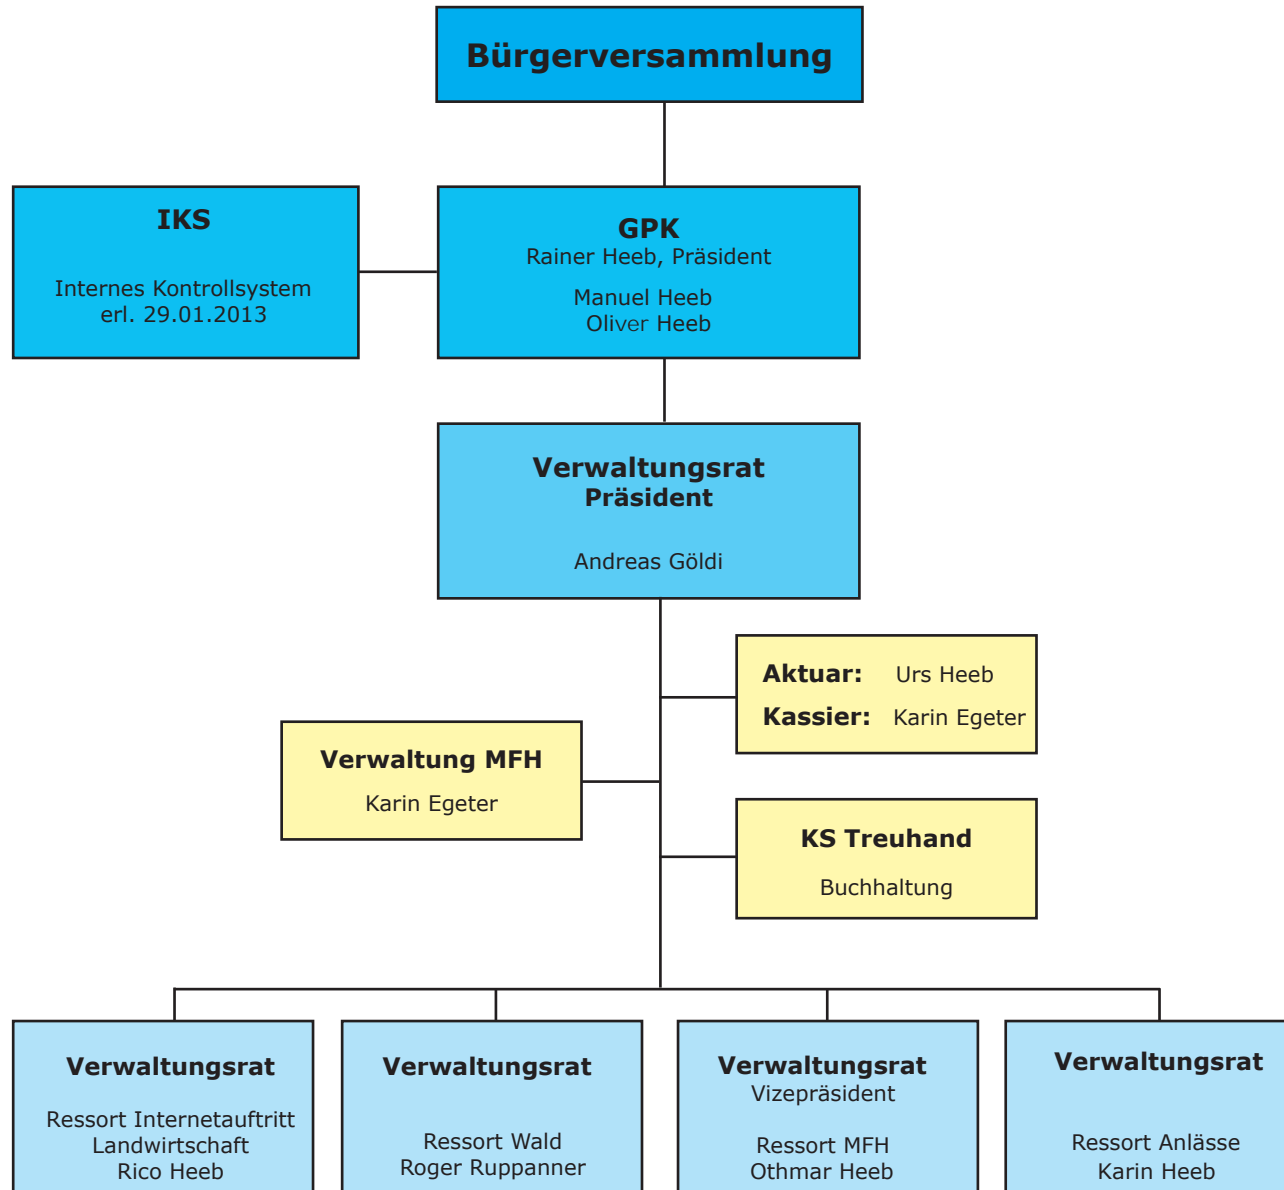 Bürgerversammlung
IKS
Internes Kontrollsystem
erl. 29.01.2013
GPK
Rainer Heeb, Präsident
Manuel Heeb
Oliver Heeb
Verwaltungsrat
Präsident
Andreas Göldi
Aktuar: Urs Heeb
Kassier: Karin Egeter
Verwaltung MFH
Karin Egeter
KS Treuhand
Buchhaltung
Verwaltungsrat
Ressort Internetauftritt
Landwirtschaft
Rico Heeb
Verwaltungsrat
Ressort Wald
Roger Ruppanner
Verwaltungsrat
Vizepräsident
Ressort MFH
Othmar Heeb
Verwaltungsrat
Ressort Anlässe
Karin Heeb